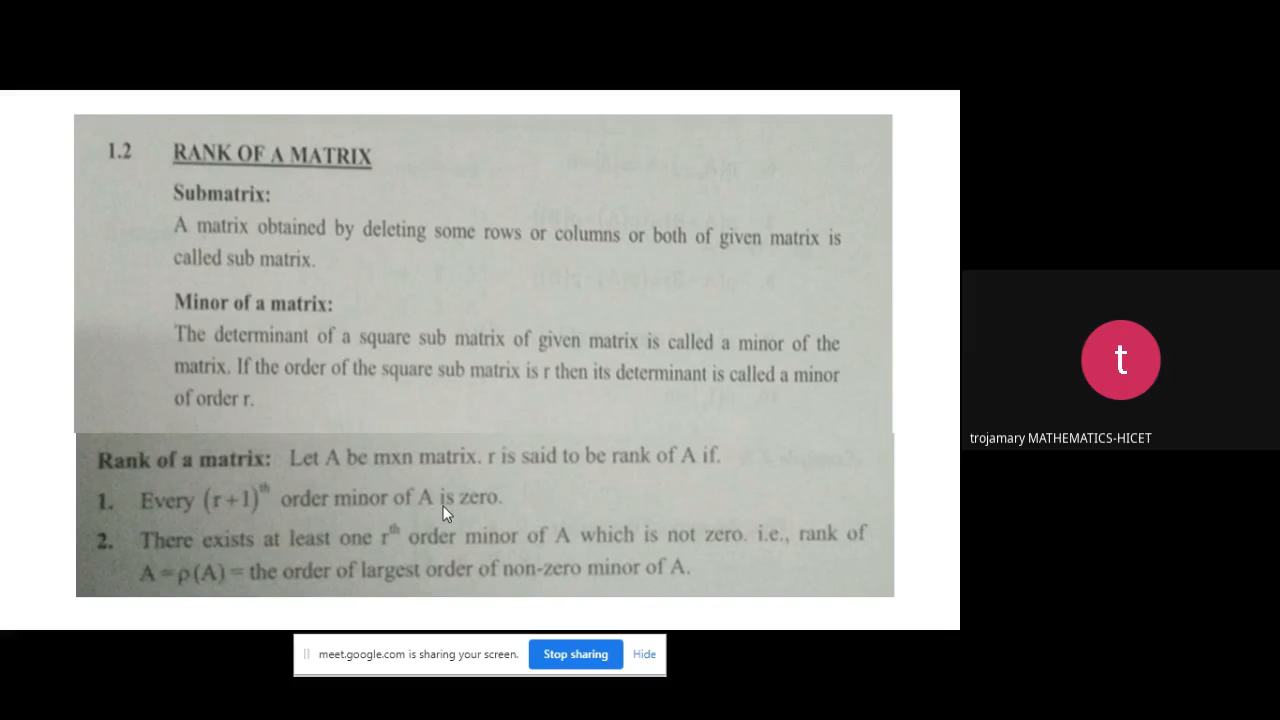 1.2 RANK OF A MATRIX
Submatrix:
A matrix obtained by deleting some rows or columns or both of given matrix is
called sub matrix.
Minor of a matrix:
The determinant of a square sub matrix of given matrix is called a minor of the
matrix. If the order of the square sub matrix is r then its determinant is called a minor
of order r.
Rank of a matrix: Let A be mxn matrix. r is said to be rank of A if.
1. Every (r+1)th order minor of A is zero.
2. There exists at least one rth order minor of A which is not zero. i.e., rank of
A = ρ(A) = the order of largest order of non-zero minor of A.
t
trojamary MATHEMATICS-HICET
meet.google.com is sharing your screen. Stop sharing Hide